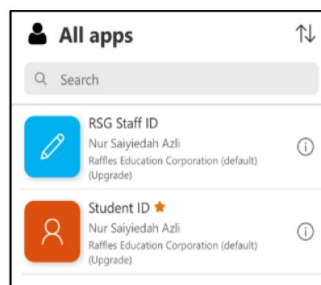 All apps
Search
RSG Staff ID
Nur Saiyiedah Azli
Raffles Education Corporation (default)
(Upgrade)
Student ID
Nur Saiyiedah Azli
Raffles Education Corporation (default)
(Upgrade)